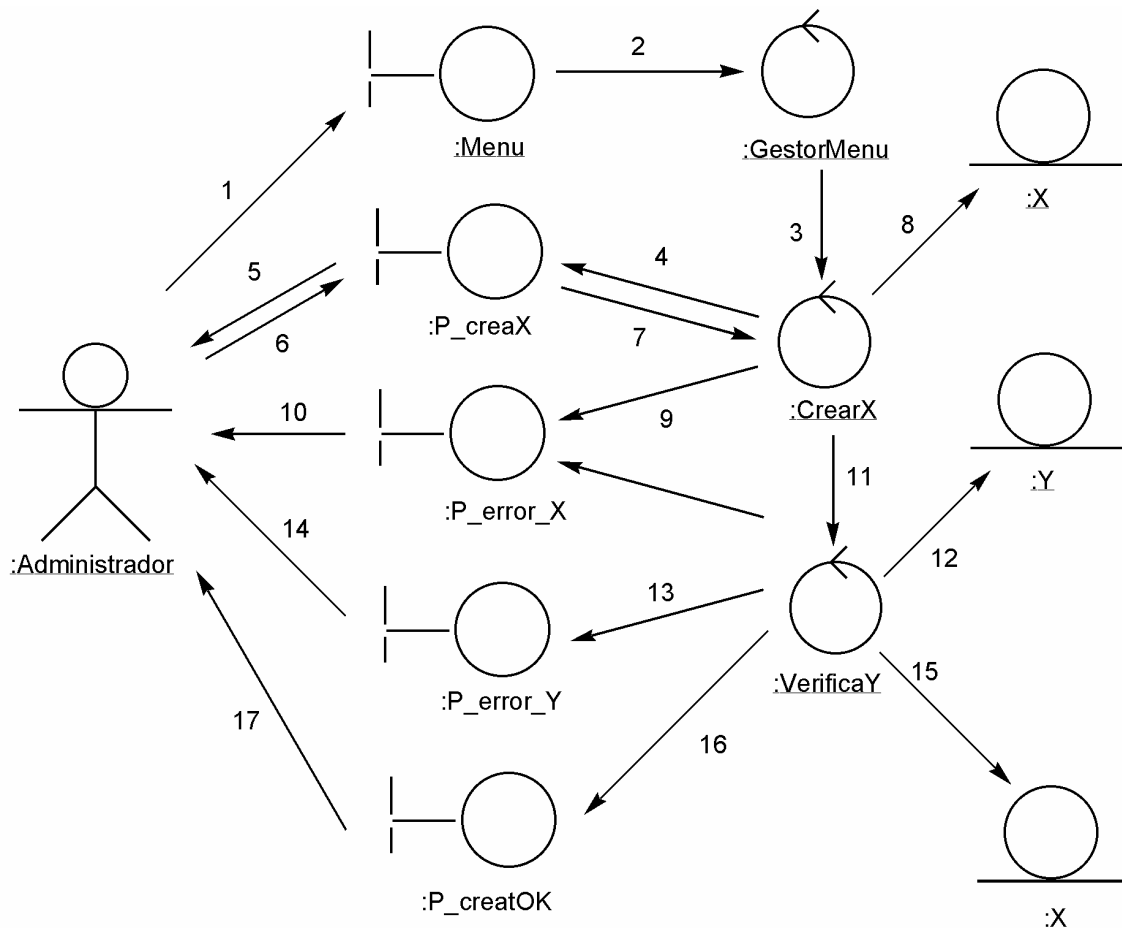 2
:Menu
:GestorMenu
:X
1
3
8
4
5
6
7
:P_creaX
:CrearX
9
10
:P_error_X
11
:Y
12
:Administrador
14
13
:P_error_Y
:VerificaY
15
17
16
:P_creatOK
:X